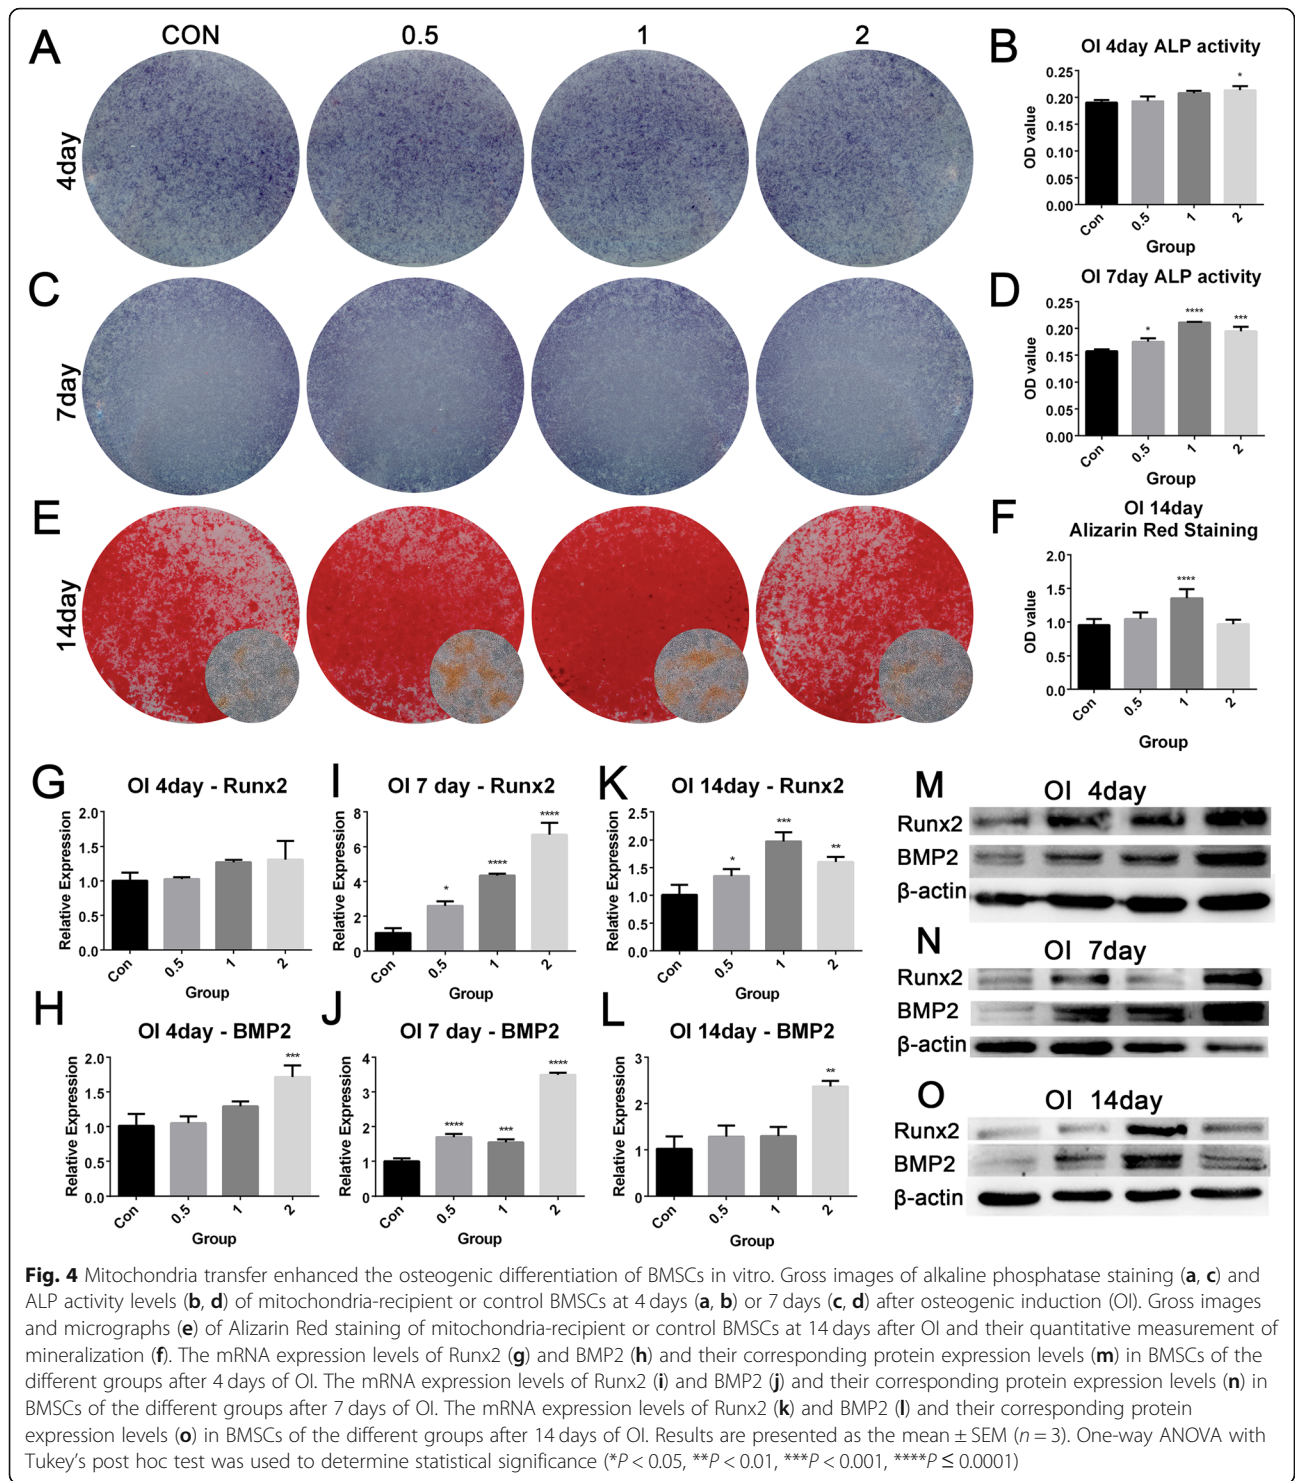 CON 0.5 1 2
A
4day
B
OI 4day ALP activity
OD value
0.25
0.20
0.15
0.10
0.05
0.00
*
Con 0.5 1 2
Group
C
7day
D
OI 7day ALP activity
OD value
0.25
0.20
0.15
0.10
0.05
0.00
* **** ***
Con 0.5 1 2
Group
E
14day
F
OI 14day
Alizarin Red Staining
OD value
2.0
1.5
1.0
0.5
0.0
****
Con 0.5 1 2
Group
G
OI 4day - Runx2
Relative Expression
2.0
1.5
1.0
0.5
0.0
Con 0.5 1 2
Group
I
OI 7 day - Runx2
Relative Expression
8
6
4
2
0
* **** ****
Con 0.5 1 2
Group
K
OI 14day - Runx2
Relative Expression
2.5
2.0
1.5
1.0
0.5
0.0
* *** **
Con 0.5 1 2
Group
H
OI 4day - BMP2
Relative Expression
2.0
1.5
1.0
0.5
0.0
***
Con 0.5 1 2
Group
J
OI 7 day - BMP2
Relative Expression
4
3
2
1
0
**** *** ****
Con 0.5 1 2
Group
L
OI 14day - BMP2
Relative Expression
3
2
1
0
**
Con 0.5 1 2
Group
M
OI 4day
Runx2
BMP2
β-actin
N
OI 7day
Runx2
BMP2
β-actin
O
OI 14day
Runx2
BMP2
β-actin
Fig. 4 Mitochondria transfer enhanced the osteogenic differentiation of BMSCs in vitro. Gross images of alkaline phosphatase staining (a, c) and
ALP activity levels (b, d) of mitochondria-recipient or control BMSCs at 4 days (a, b) or 7 days (c, d) after osteogenic induction (OI). Gross images
and micrographs (e) of Alizarin Red staining of mitochondria-recipient or control BMSCs at 14 days after OI and their quantitative measurement of
mineralization (f). The mRNA expression levels of Runx2 (g) and BMP2 (h) and their corresponding protein expression levels (m) in BMSCs of the
different groups after 4 days of OI. The mRNA expression levels of Runx2 (i) and BMP2 (j) and their corresponding protein expression levels (n) in
BMSCs of the different groups after 7 days of OI. The mRNA expression levels of Runx2 (k) and BMP2 (l) and their corresponding protein
expression levels (o) in BMSCs of the different groups after 14 days of OI. Results are presented as the mean ± SEM (n = 3). One-way ANOVA with
Tukey's post hoc test was used to determine statistical significance (*P < 0.05, **P < 0.01, ***P < 0.001, ****P ≤ 0.0001)